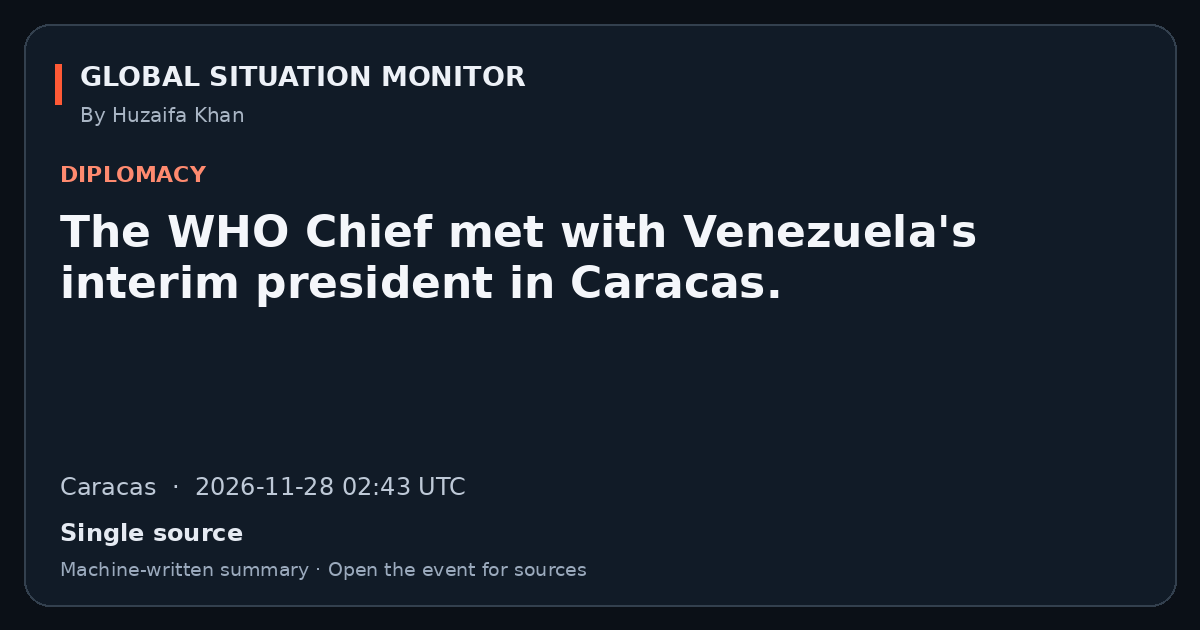 GLOBAL SITUATION MONITOR
By Huzaifa Khan
DIPLOMACY
The WHO Chief met with Venezuela's
interim president in Caracas.
Caracas · 2026-11-28 02:43 UTC
Single source
Machine-written summary · Open the event for sources